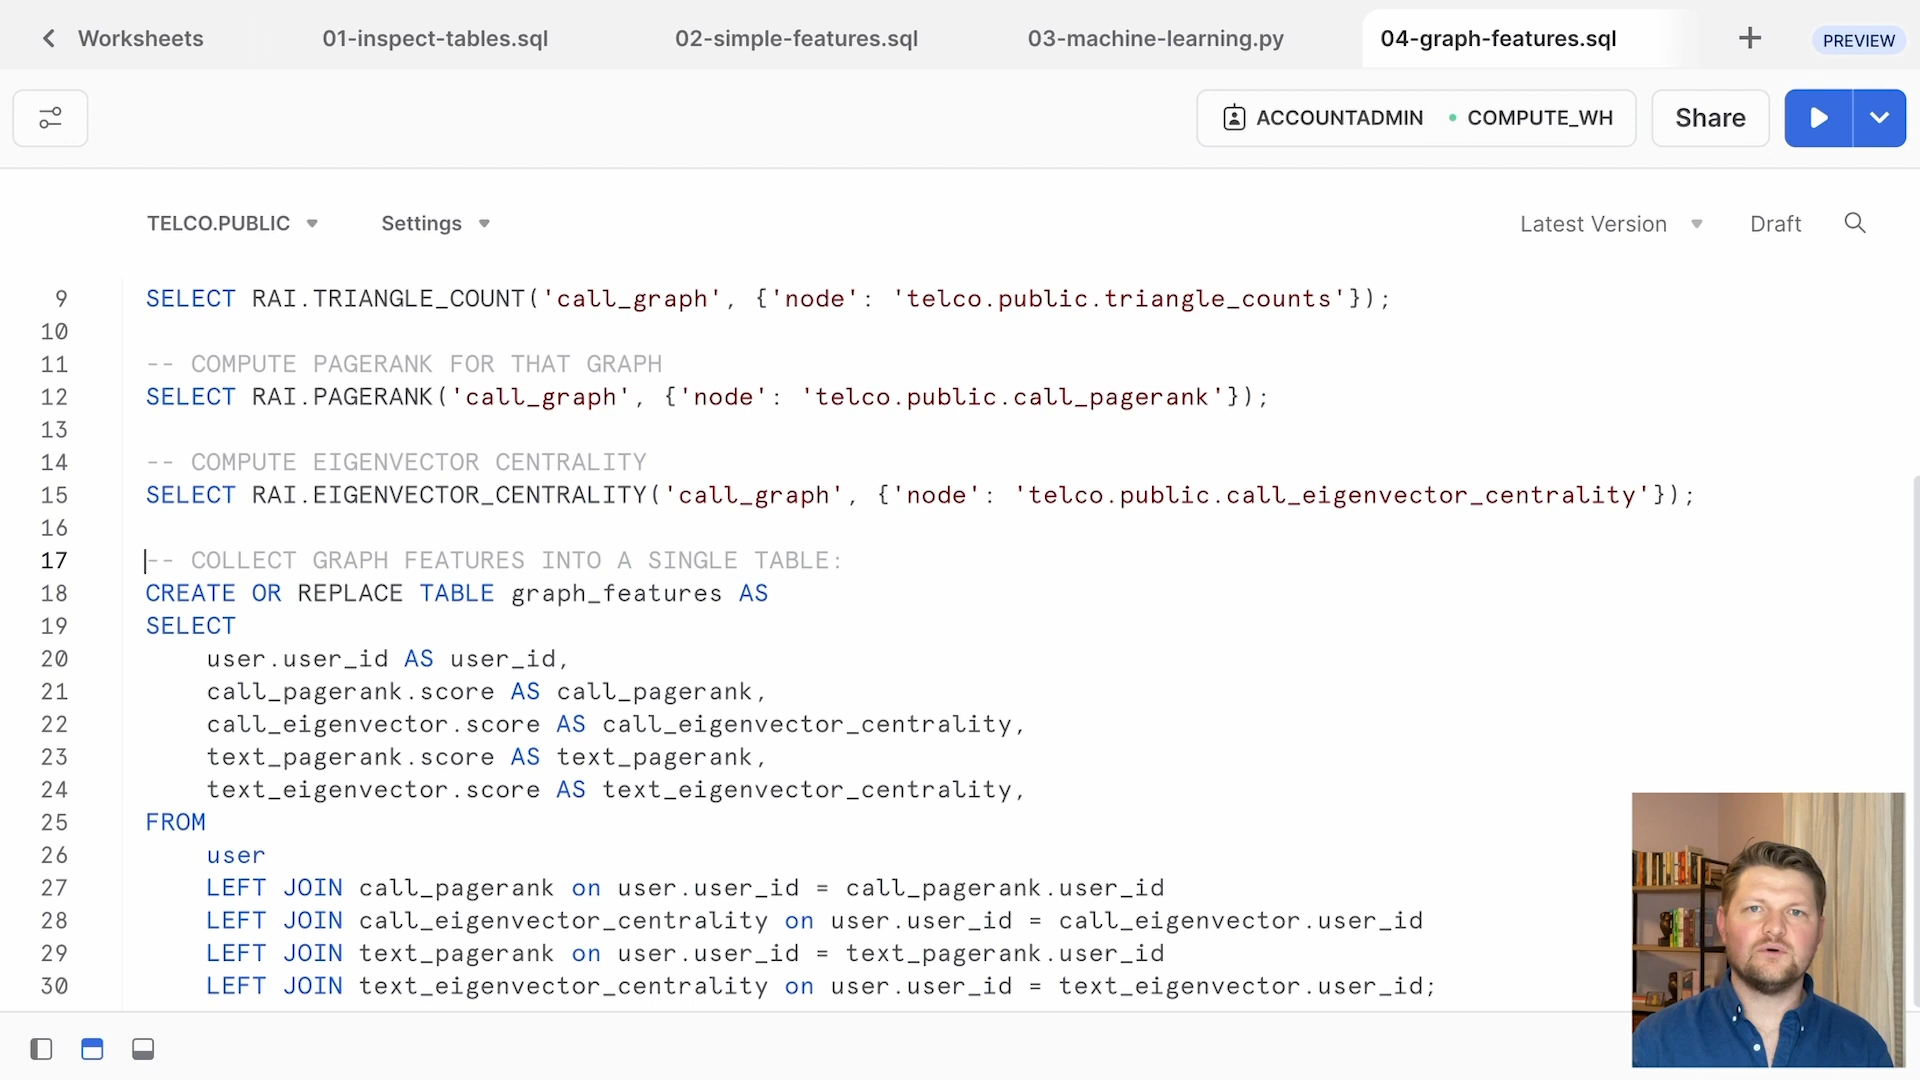 Worksheets
01-inspect-tables.sql
02-simple-features.sql
03-machine-learning.py
04-graph-features.sql
PREVIEW
ACCOUNTADMIN
COMPUTE_WH
Share
TELCO.PUBLIC
Settings
Latest Version
Draft
9 SELECT RAI.TRIANGLE_COUNT('call_graph', {'node': 'telco.public.triangle_counts'});
10
11 -- COMPUTE PAGERANK FOR THAT GRAPH
12 SELECT RAI.PAGERANK('call_graph', {'node': 'telco.public.call_pagerank'});
13
14 -- COMPUTE EIGENVECTOR CENTRALITY
15 SELECT RAI.EIGENVECTOR_CENTRALITY('call_graph', {'node': 'telco.public.call_eigenvector_centrality'});
16
17 -- COLLECT GRAPH FEATURES INTO A SINGLE TABLE:
18 CREATE OR REPLACE TABLE graph_features AS
19 SELECT
20 user.user_id AS user_id,
21 call_pagerank.score AS call_pagerank,
22 call_eigenvector.score AS call_eigenvector_centrality,
23 text_pagerank.score AS text_pagerank,
24 text_eigenvector.score AS text_eigenvector_centrality,
25 FROM
26 user
27 LEFT JOIN call_pagerank on user.user_id = call_pagerank.user_id
28 LEFT JOIN call_eigenvector_centrality on user.user_id = call_eigenvector.user_id
29 LEFT JOIN text_pagerank on user.user_id = text_pagerank.user_id
30 LEFT JOIN text_eigenvector_centrality on user.user_id = text_eigenvector.user_id;